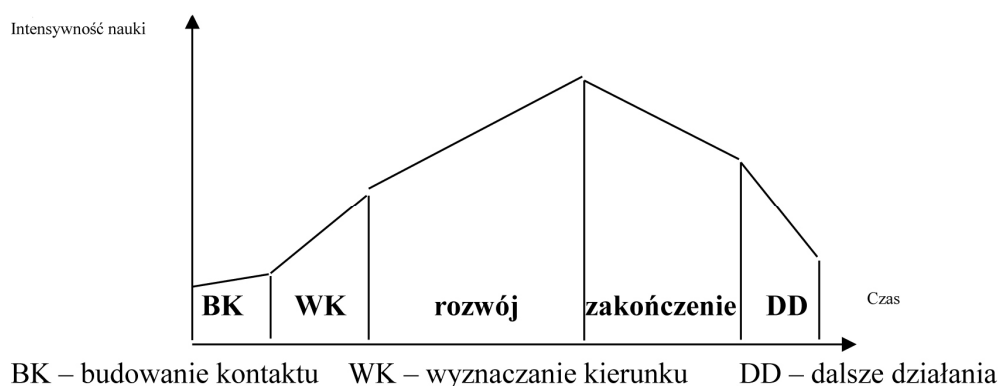 Intensywność nauki
BK WK rozwój zakończenie DD
Czas
BK – budowanie kontaktu WK – wyznaczanie kierunku DD – dalsze działania